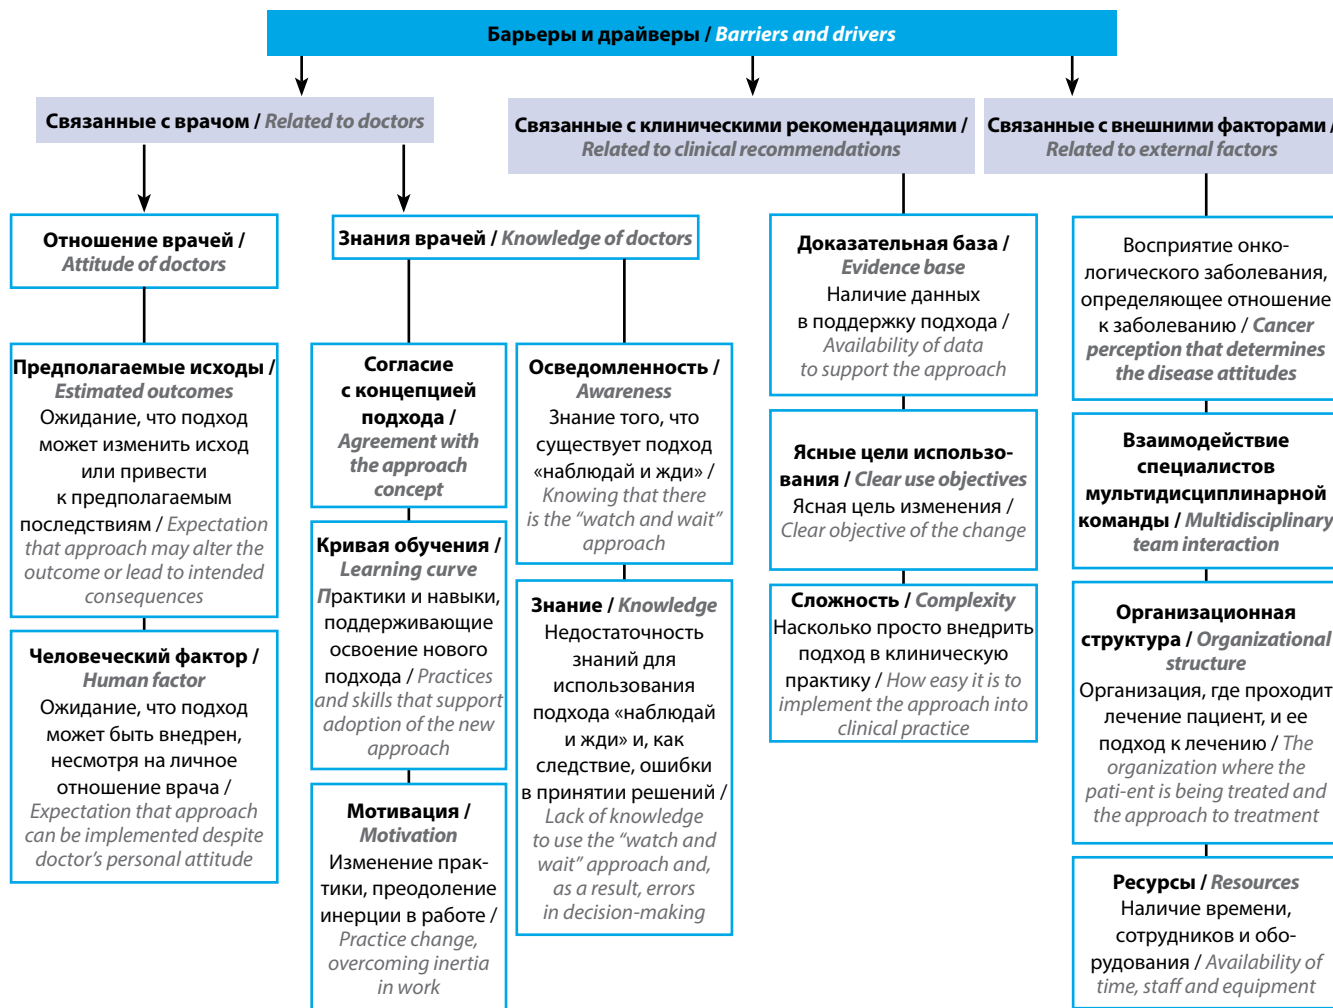 Барьеры и драйверы / Barriers and drivers
Связанные с врачом / Related to doctors
Связанные с клиническими рекомендациями /
Related to clinical recommendations
Связанные с внешними факторами /
Related to external factors
Отношение врачей /
Attitude of doctors
Предполагаемые исходы /
Estimated outcomes
Ожидание, что подход
может изменить исход
или привести
к предполагаемым
последствиям / Expectation
that approach may alter the
outcome or lead to intended
consequences
Человеческий фактор /
Human factor
Ожидание, что подход
может быть внедрен,
несмотря на личное
отношение врача /
Expectation that approach
can be implemented despite
doctor's personal attitude
Знания врачей / Knowledge of doctors
Согласие
с концепцией
подхода /
Agreement with
the approach
concept
Кривая обучения /
Learning curve
Практики и навыки,
поддерживающие
освоение нового
подхода / Practices
and skills that support
adoption of the new
approach
Мотивация /
Motivation
Изменение прак-
тики, преодоление
инерции в работе /
Practice change,
overcoming inertia
in work
Осведомленность /
Awareness
Знание того, что
существует подход
«наблюдай и жди» /
Knowing that there
is the “watch and wait”
approach
Знание / Knowledge
Недостаточность
знаний для
использования
подхода «наблюдай
и жди» и, как
следствие, ошибки
в принятии решений /
Lack of knowledge
to use the “watch and
wait” approach and,
as a result, errors
in decision-making
Доказательная база /
Evidence base
Наличие данных
в поддержку подхода /
Availability of data
to support the approach
Ясные цели использо-
вания / Clear use objectives
Ясная цель изменения /
Clear objective of the change
Сложность / Complexity
Насколько просто внедрить
подход в клиническую
практику / How easy it is to
implement the approach into
clinical practice
Восприятие онко-
логического заболевания,
определяющее отношение
к заболеванию / Cancer
perception that determines
the disease attitudes
Взаимодействие
специалистов
мультидисциплинарной
команды / Multidisciplinary
team interaction
Организационная
структура / Organizational
structure
Организация, где проходит
лечение пациент, и ее
подход к лечению / The
organization where the
pati-ent is being treated and
the approach to treatment
Ресурсы / Resources
Наличие времени,
сотрудников и обо-
рудования / Availability of
time, staff and equipment